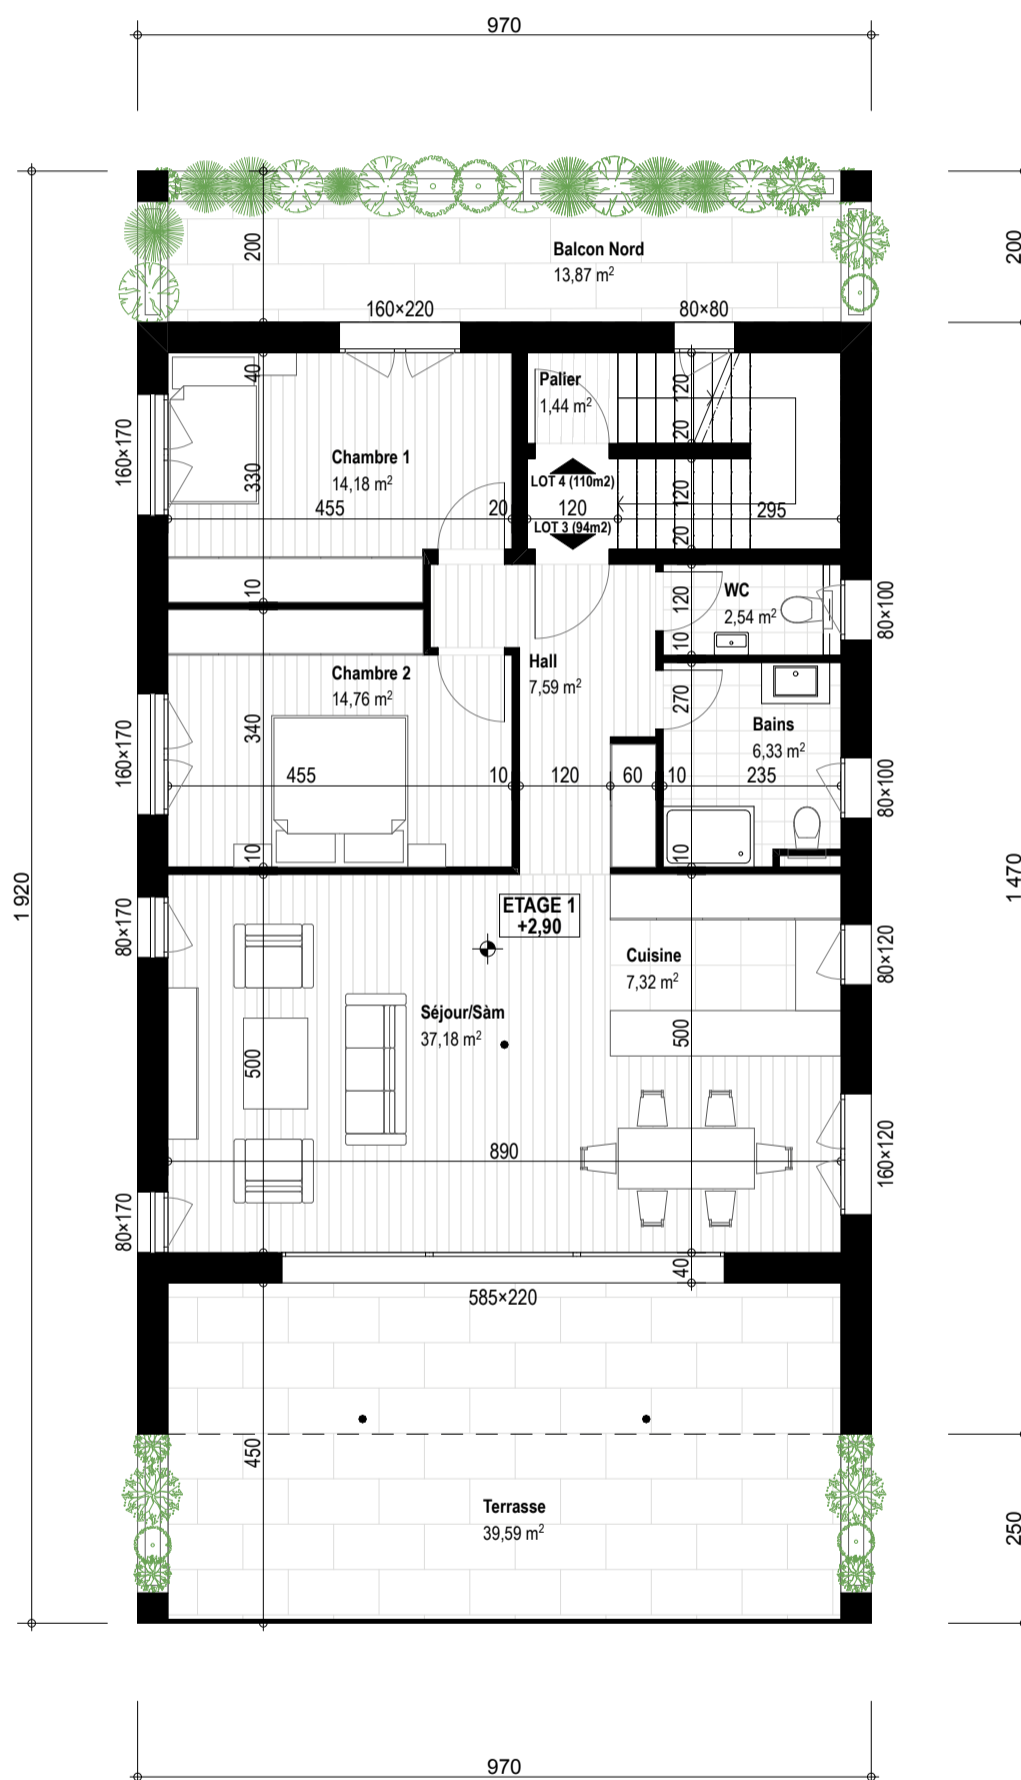 970
200
Balcon Nord
13,87 m²
200
160×220
80×80
40
Palier
1,44 m²
120
20
160×170
330
Chambre 1
14,18 m²
LOT 4 (110m2)
455
20
120
120
295
LOT 3 (94m2)
20
10
WC
2,54 m²
120
10
80×100
Chambre 2
14,76 m²
Hall
7,59 m²
160×170
340
270
Bains
6,33 m²
455
10
120
60
10
235
80×100
10
10
1 920
1 470
ETAGE 1
+2,90
80×170
Cuisine
7,32 m²
80×120
Séjour/Sàm
37,18 m²
500
500
890
160×120
80×170
40
585×220
450
Terrasse
39,59 m²
250
970